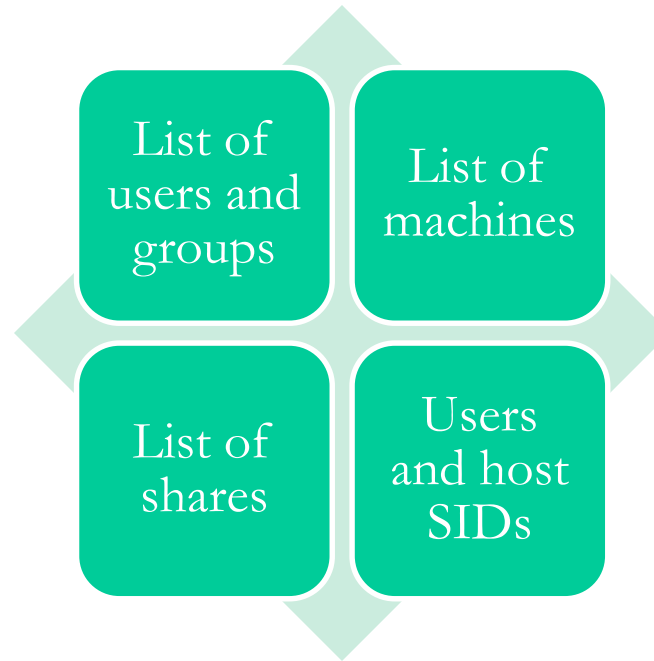 List of
users and
groups
List of
machines
List of
shares
Users
and host
SIDs